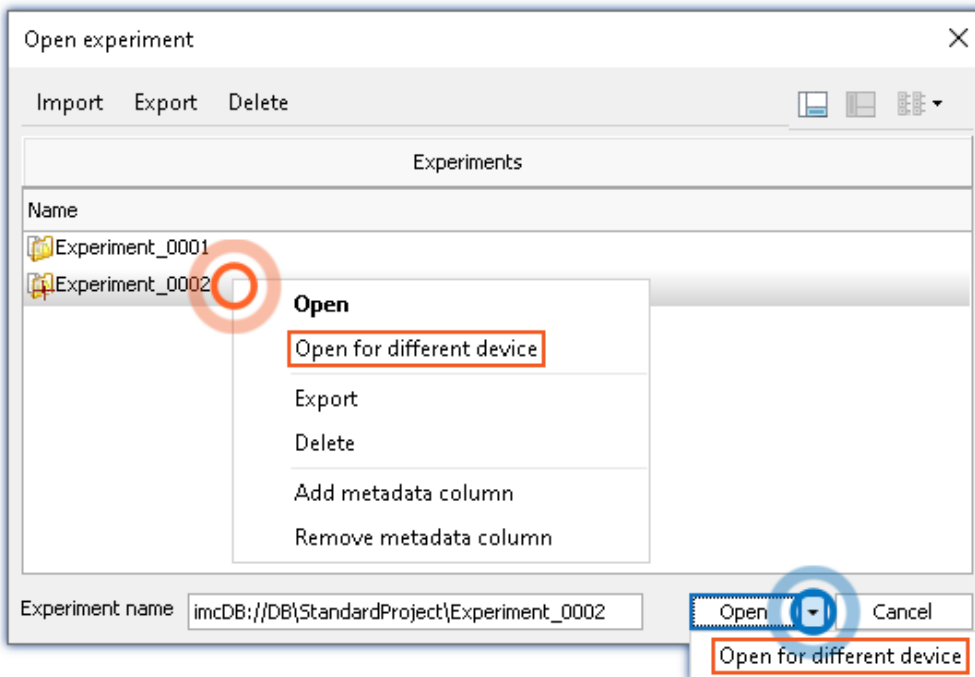 Open experiment
Import Export Delete
Experiments
Name
Experiment_0001
Experiment_0002
Open
Open for different device
Export
Delete
Add metadata column
Remove metadata column
Experiment name imcDB://DB\StandardProject\Experiment_0002 Open Cancel
Open for different device